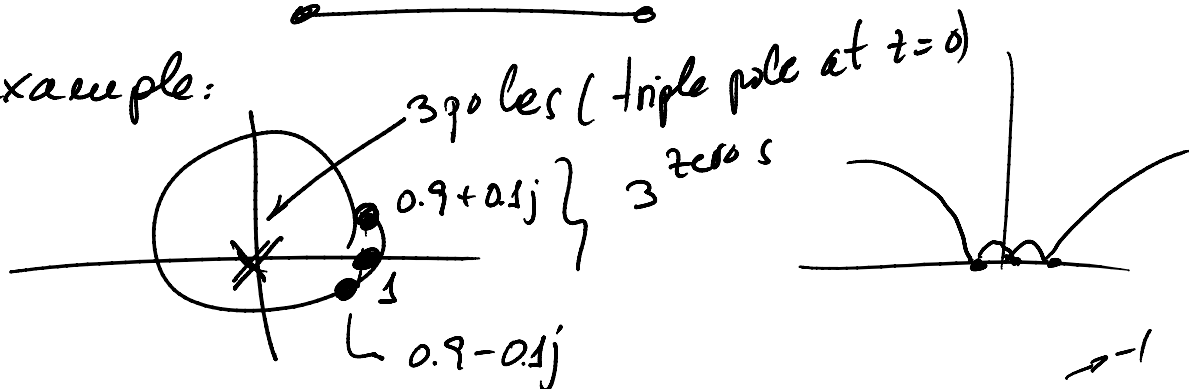 xample:
3 poles (triple pole at z=0)
0.9+0.1j } 3 zeros
1
0.9-0.1j
-1